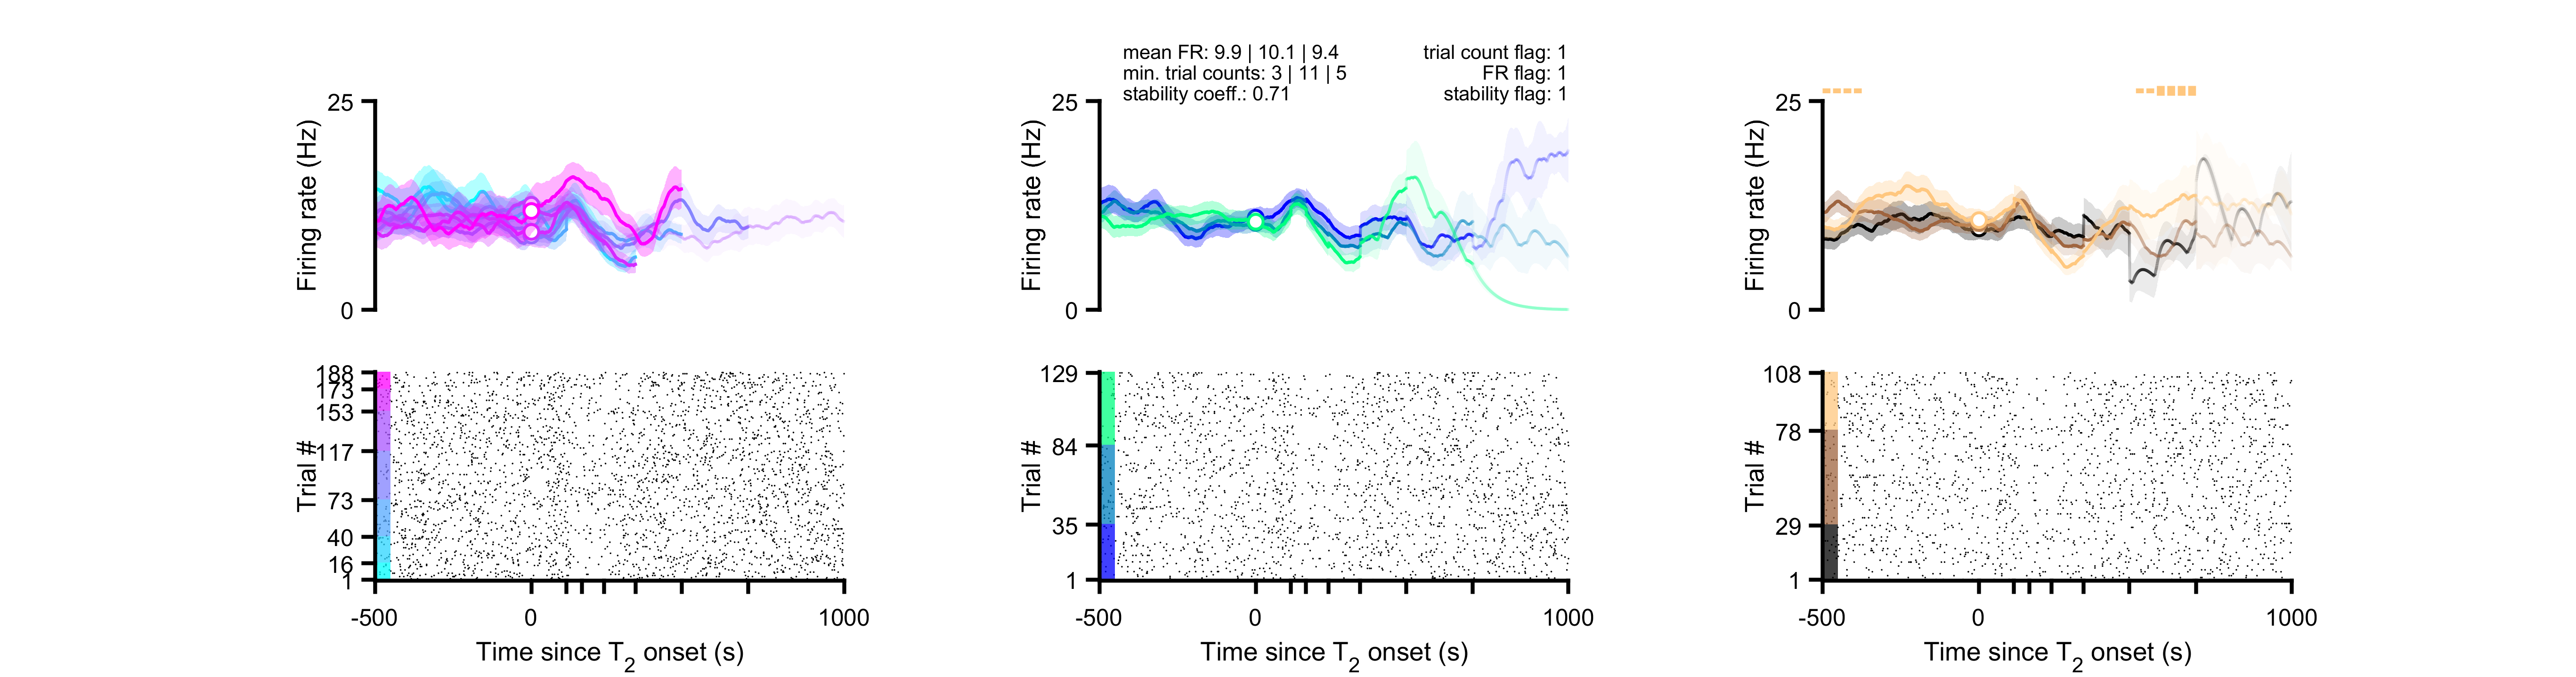 mean FR: 9.9 | 10.1 | 9.4
min. trial counts: 3 | 11 | 5
stability coeff.: 0.71
trial count flag: 1
FR flag: 1
stability flag: 1
25
Firing rate (Hz)
0
25
Firing rate (Hz)
0
25
Firing rate (Hz)
0
188
173
153
117
73
40
16
1
Trial #
-500
0
1000
Time since T2 onset (s)
129
84
35
1
Trial #
-500
0
1000
Time since T2 onset (s)
108
78
29
1
Trial #
-500
0
1000
Time since T2 onset (s)